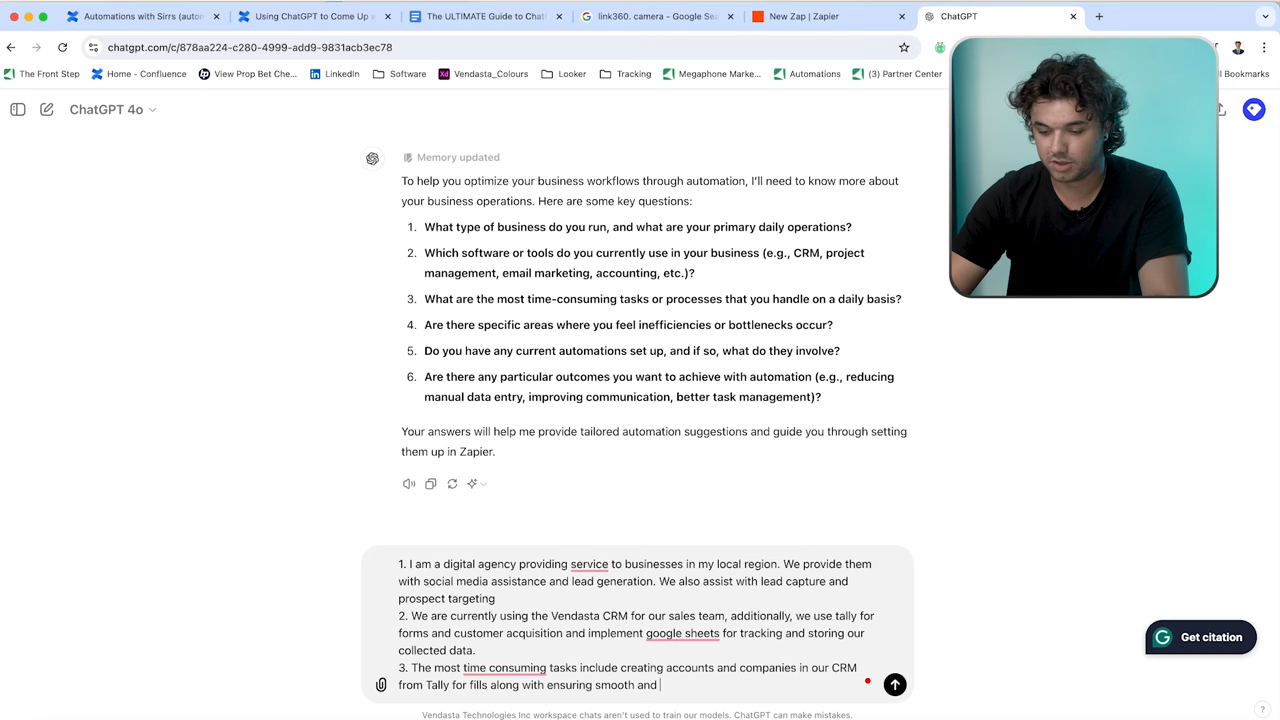 Automations with Sirrs (autor
Using ChatGPT to Come Up w
The ULTIMATE Guide to Chat
link360. camera - Google Sea
New Zap | Zapier
ChatGPT
chatgpt.com/c/878aa224-c280-4999-add9-9831acb3ec78
The Front Step
Home - Confluence
View Prop Bet Che...
LinkedIn
Software
Vendasta_Colours
Looker
Tracking
Megaphone Marke...
Automations
(3) Partner Center
ll Bookmarks
ChatGPT 4o
Memory updated
To help you optimize your business workflows through automation, I'll need to know more about
your business operations. Here are some key questions:
1. What type of business do you run, and what are your primary daily operations?
2. Which software or tools do you currently use in your business (e.g., CRM, project
management, email marketing, accounting, etc.)?
3. What are the most time-consuming tasks or processes that you handle on a daily basis?
4. Are there specific areas where you feel inefficiencies or bottlenecks occur?
5. Do you have any current automations set up, and if so, what do they involve?
6. Are there any particular outcomes you want to achieve with automation (e.g., reducing
manual data entry, improving communication, better task management)?
Your answers will help me provide tailored automation suggestions and guide you through setting
them up in Zapier.
1. I am a digital agency providing service to businesses in my local region. We provide them
with social media assistance and lead generation. We also assist with lead capture and
prospect targeting
2. We are currently using the Vendasta CRM for our sales team, additionally, we use tally for
forms and customer acquisition and implement google sheets for tracking and storing our
collected data.
3. The most time consuming tasks include creating accounts and companies in our CRM
from Tally for fills along with ensuring smooth and
Get citation
Vendasta Technologies Inc workspace chats aren't used to train our models. ChatGPT can make mistakes.
?